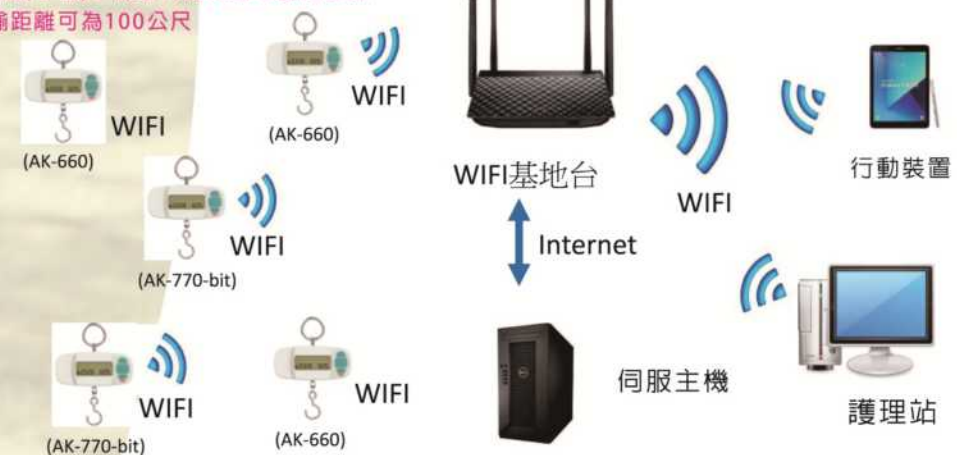 輸距離可為100公尺
WIFI
(AK-660)
WIFI
(AK-660)
WIFI
(AK-770-bit)
WIFI
(AK-770-bit)
WIFI
(AK-660)
WIFI基地台
Internet
WIFI
行動裝置
伺服主機
護理站